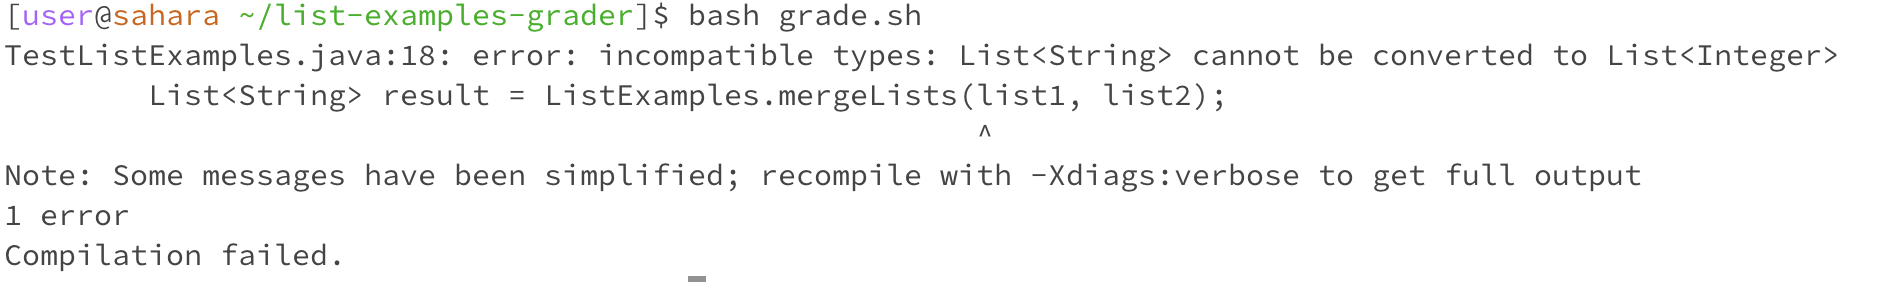 [user@sahara ~/list-examples-grader]$ bash grade.sh
TestListExamples.java:18: error: incompatible types: List<String> cannot be converted to List<Integer>
        List<String> result = ListExamples.mergeLists(list1, list2);
                                                      ^
Note: Some messages have been simplified; recompile with -Xdiags:verbose to get full output
1 error
Compilation failed.